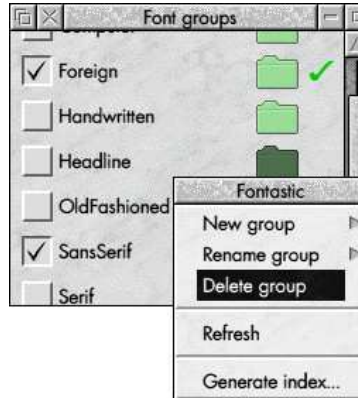 Font groups
Foreign
Handwritten
Headline
OldFashioned
SansSerif
Serif
Fontastic
New group
Rename group
Delete group
Refresh
Generate index...